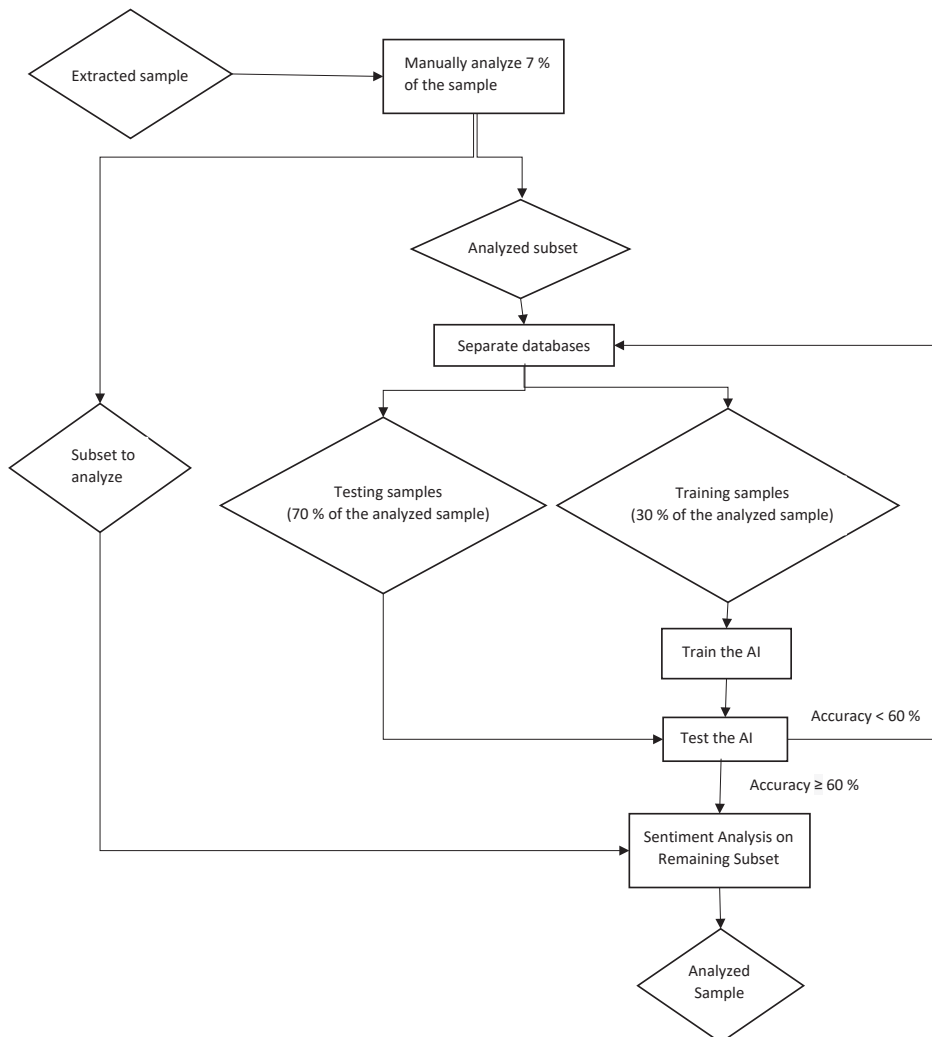 Extracted sample
Manually analyze 7 %
of the sample
Analyzed subset
Separate databases
Subset to
analyze
Testing samples
(70 % of the analyzed sample)
Training samples
(30 % of the analyzed sample)
Train the AI
Test the AI
Accuracy < 60 %
Accuracy ≥ 60 %
Sentiment Analysis on
Remaining Subset
Analyzed
Sample